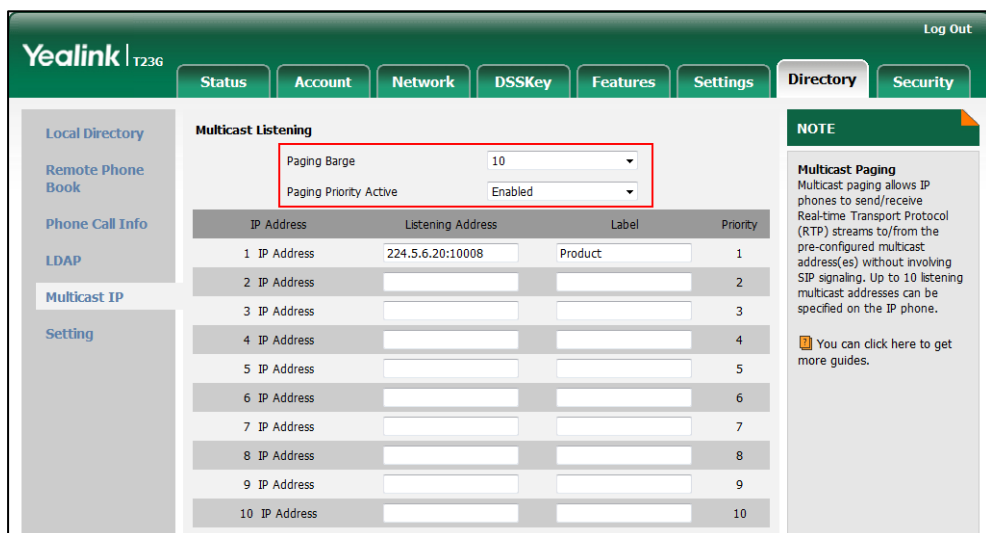 Log Out
Yealink T23G
Status Account Network DSSKey Features Settings Directory Security
Local Directory
Remote Phone
Book
Phone Call Info
LDAP
Multicast IP
Setting
Multicast Listening
Paging Barge 10
Paging Priority Active Enabled
IP Address Listening Address Label Priority
1 IP Address 224.5.6.20:10008 Product 1
2 IP Address 2
3 IP Address 3
4 IP Address 4
5 IP Address 5
6 IP Address 6
7 IP Address 7
8 IP Address 8
9 IP Address 9
10 IP Address 10
NOTE
Multicast Paging
Multicast paging allows IP
phones to send/receive
Real-time Transport Protocol
(RTP) streams to/from the
pre-configured multicast
address(es) without involving
SIP signaling. Up to 10 listening
multicast addresses can be
specified on the IP phone.
? You can click here to get
more guides.